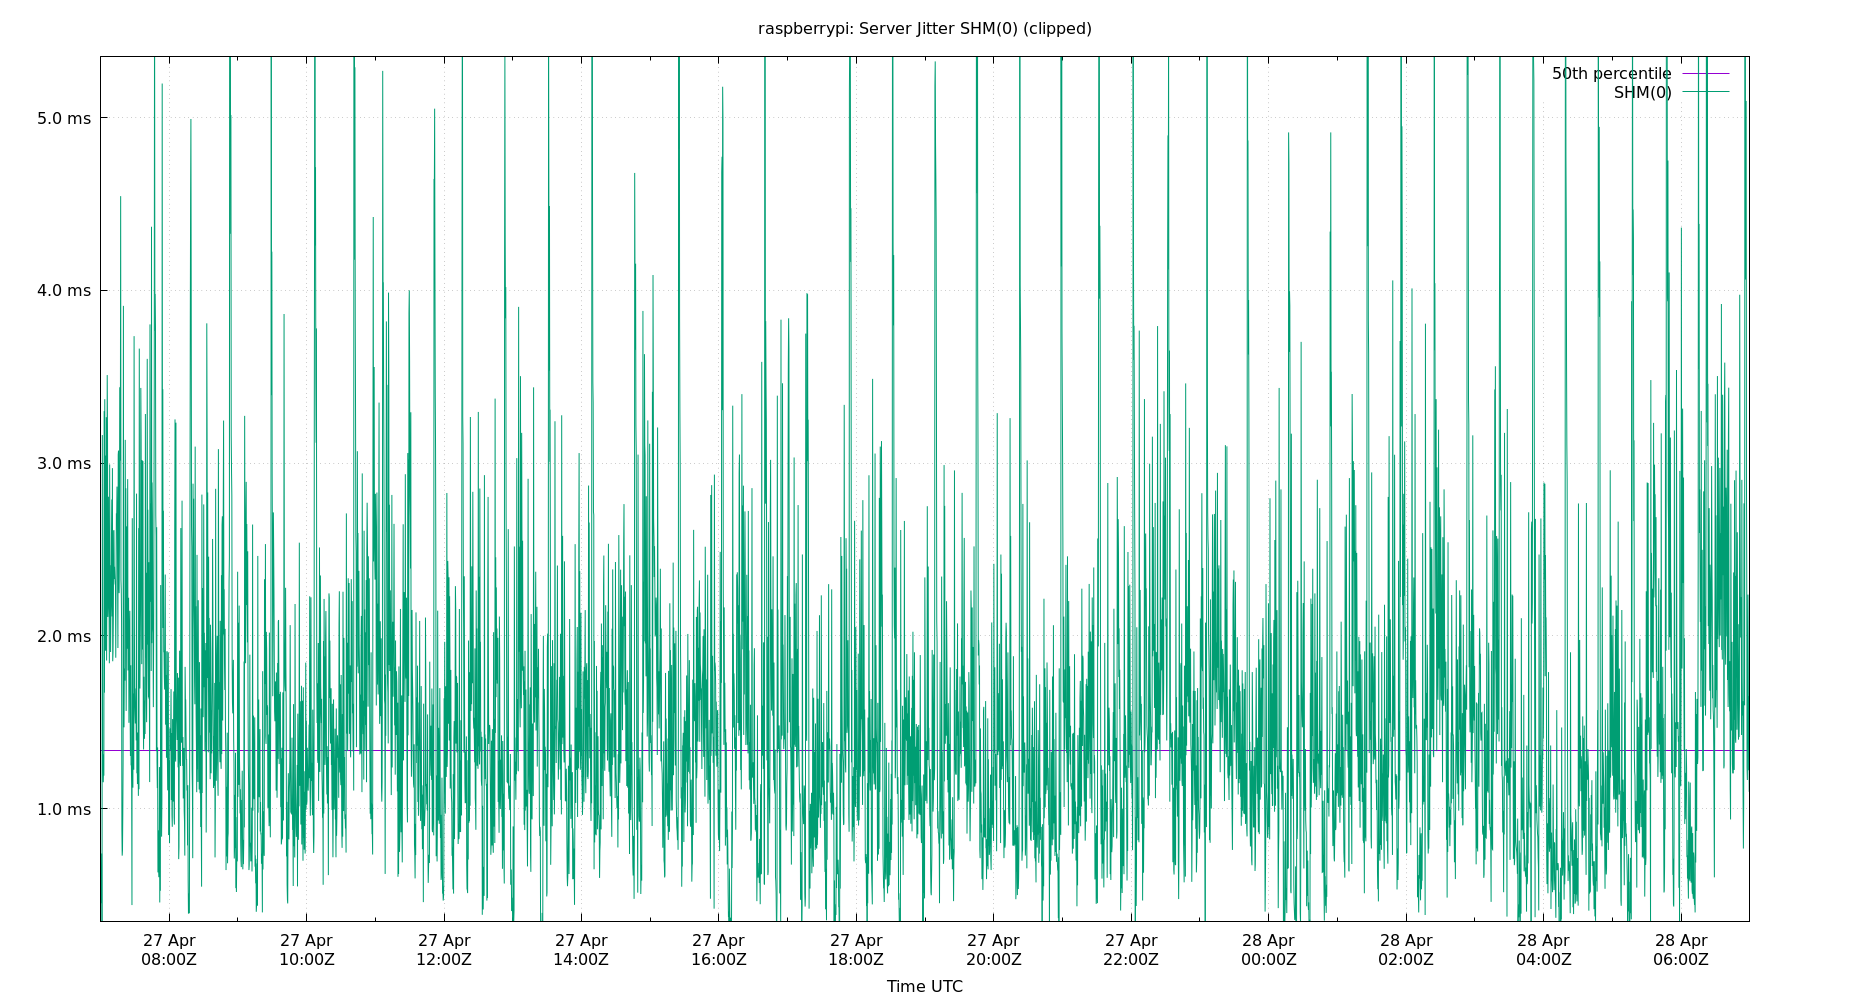 raspberrypi: Server Jitter SHM(0) (clipped)
50th percentile
SHM(0)
5.0 ms
4.0 ms
3.0 ms
2.0 ms
1.0 ms
27 Apr 27 Apr 27 Apr 27 Apr 27 Apr 27 Apr 27 Apr 27 Apr 28 Apr 28 Apr 28 Apr 28 Apr
08:00Z 10:00Z 12:00Z 14:00Z 16:00Z 18:00Z 20:00Z 22:00Z 00:00Z 02:00Z 04:00Z 06:00Z
Time UTC